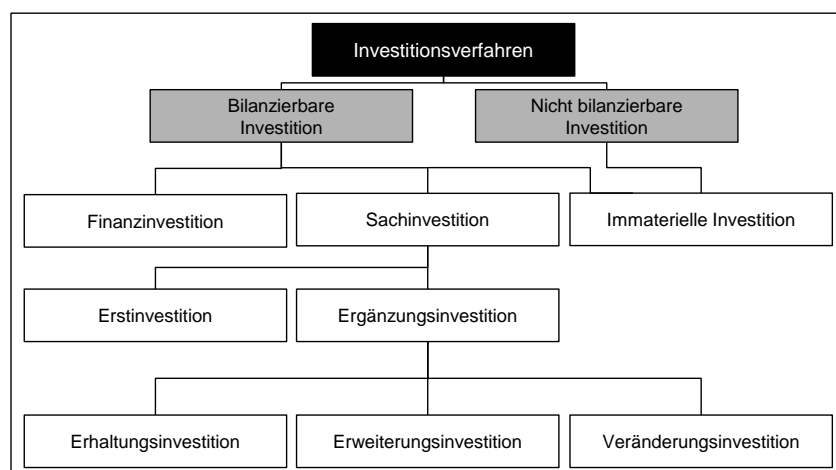 Investitionsverfahren
Bilanzierbare
Investition
Nicht bilanzierbare
Investition
Finanzinvestition
Sachinvestition
Immaterielle Investition
Erstinvestition
Ergänzungsinvestition
Erhaltungsinvestition
Erweiterungsinvestition
Veränderungsinvestition